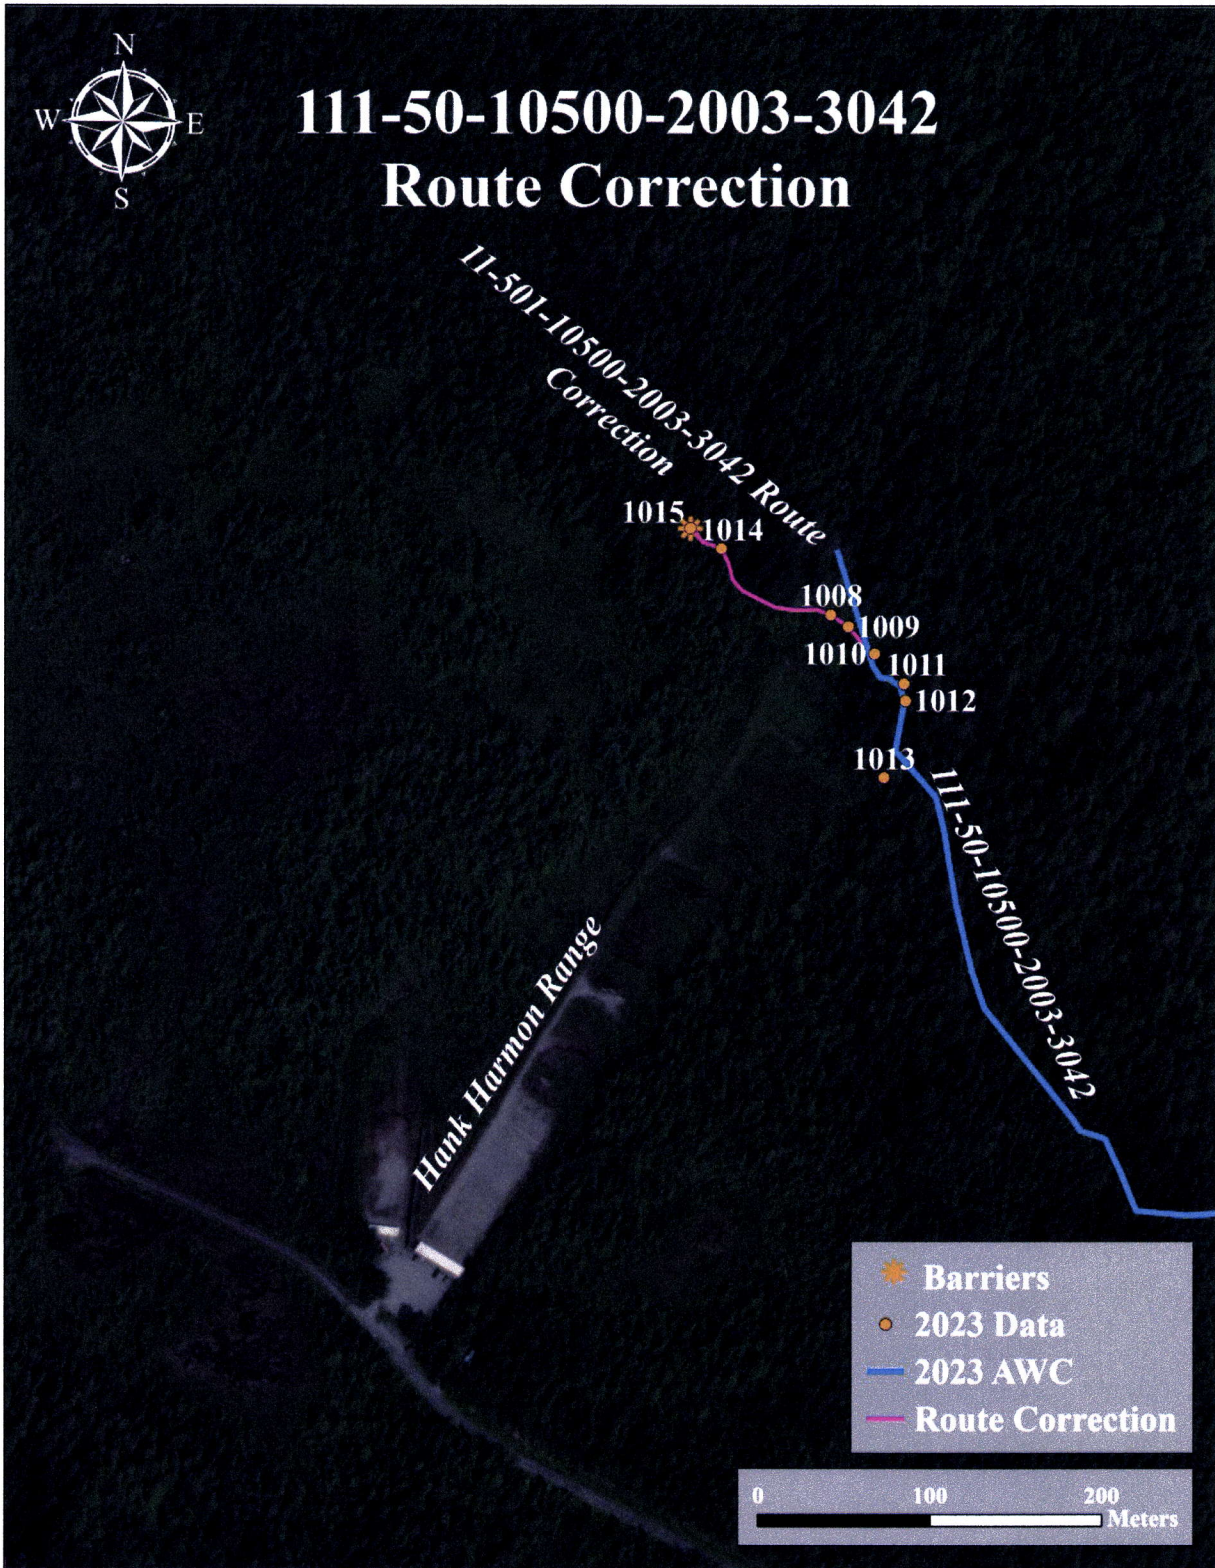 N
W E
S
111-50-10500-2003-3042
Route Correction
11-501-10500-2003-3042 Route
Correction
1015
1014
1008
1009
1010
1011
1012
1013
111-50-10500-2003-3042
Hank Harmon Range
Barriers
2023 Data
2023 AWC
Route Correction
0 100 200
Meters